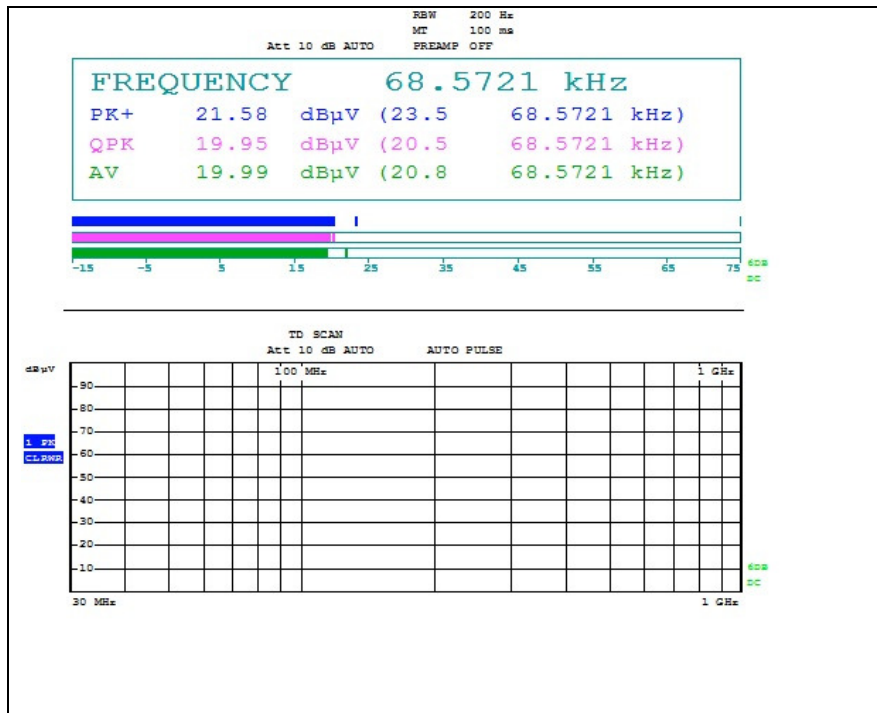 RBW 200 Hz
MT 100 ms
Att 10 dB AUTO PREAMP OFF
FREQUENCY 68.5721 kHz
PK+ 21.58 dBµV (23.5 68.5721 kHz)
QPK 19.95 dBµV (20.5 68.5721 kHz)
AV 19.99 dBµV (20.8 68.5721 kHz)
-15 -5 5 15 25 35 45 55 65 75
6DB
DC
TD SCAN
Att 10 dB AUTO AUTO PULSE
dBµV
100 MHz 1 GHz
90
80
70
1 PK
60
CLRWR
50
40
30
20
10
6DB
DC
30 MHz 1 GHz